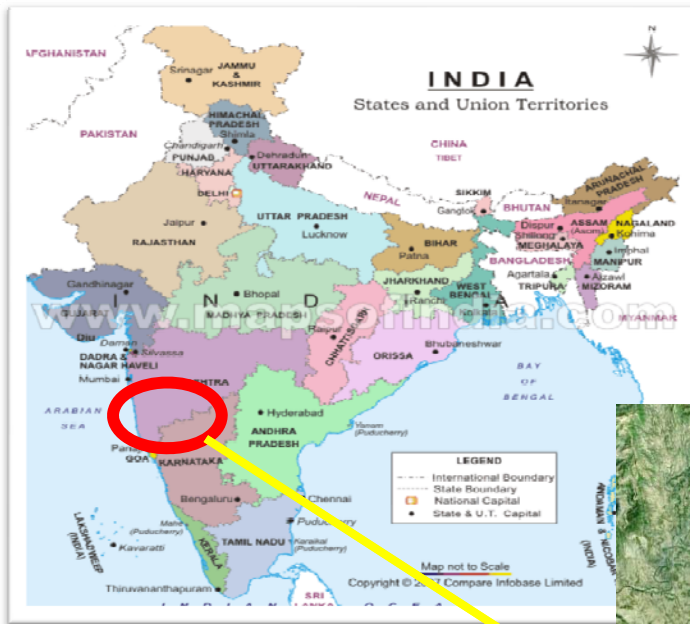 AFGHANISTAN
JAMMU
&
KASHMIR
Srinagar
INDIA
States and Union Territories
N
HIMACHAL
PRADESH
Shimla
PAKISTAN
Chandigarh
PUNJAB
Dehradun
UTTARAKHAND
HARYANA
DELHI
CHINA
TIBET
NEPAL
SIKKIM
Gangtok
BHUTAN
ARUNACHAL
PRADESH
Itanagar
Jaipur
RAJASTHAN
UTTAR PRADESH
Lucknow
BIHAR
Patna
Dispur
ASSAM
(Asom)
NAGALAND
Kohima
Shillong
MEGHALAYA
Imphal
MANIPUR
BANGLADESH
Agartala
TRIPURA
Aizawl
MIZORAM
Gandhinagar
GUJARAT
I N D I A
Bhopal
MADHYA PRADESH
JHARKHAND
Ranchi
WEST
BENGAL
Kolkata
www.mapsofindia.com
MYANMAR
Diu
Daman
Silvassa
DADRA &
NAGAR HAVELI
Mumbai
Raipur
CHHATTISGARH
ORISSA
Bhubaneshwar
BAY
OF
BENGAL
ARABIAN
SEA
Hyderabad
ANDHRA
PRADESH
Yanam
(Puducherry)
GOA
KARNATAKA
Bengaluru
Chennai
Puducherry
Mahe
(Puducherry)
Karaikal (Puducherry)
TAMIL NADU
KERALA
LAKSHADWEEP
(INDIA)
Kavaratti
Thiruvananthapuram
SRI
LANKA
LEGEND
International Boundary
State Boundary
National Capital
State & U.T. Capital
Map not to Scale
Compare Infobase Limited
(INDIA)